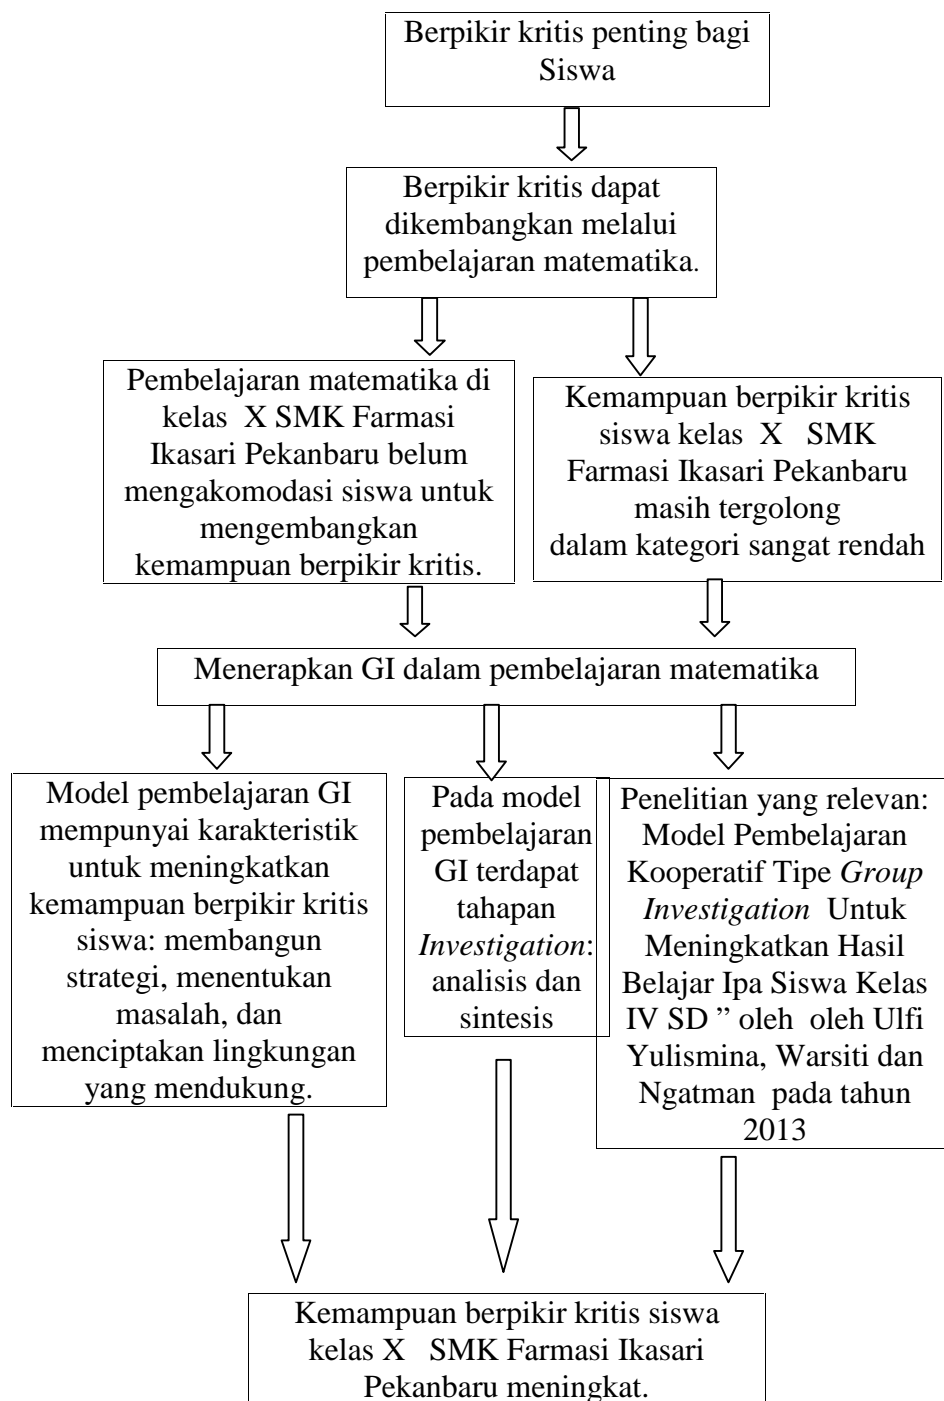 Berpikir kritis penting bagi
Siswa
Berpikir kritis dapat
dikembangkan melalui
pembelajaran matematika.
Pembelajaran matematika di
kelas X SMK Farmasi
Ikasari Pekanbaru belum
mengakomodasi siswa untuk
mengembangkan
kemampuan berpikir kritis.
Kemampuan berpikir kritis
siswa kelas X SMK
Farmasi Ikasari Pekanbaru
masih tergolong
dalam kategori sangat rendah
Menerapkan GI dalam pembelajaran matematika
Model pembelajaran GI
mempunyai karakteristik
untuk meningkatkan
kemampuan berpikir kritis
siswa: membangun
strategi, menentukan
masalah, dan
menciptakan lingkungan
yang mendukung.
Pada model
pembelajaran
GI terdapat
tahapan
Investigation:
analisis dan
sintesis
Penelitian yang relevan:
Model Pembelajaran
Kooperatif Tipe Group
Investigation Untuk
Meningkatkan Hasil
Belajar Ipa Siswa Kelas
IV SD ” oleh oleh Ulfi
Yulismina, Warsiti dan
Ngatman pada tahun
2013
Kemampuan berpikir kritis siswa
kelas X SMK Farmasi Ikasari
Pekanbaru meningkat.